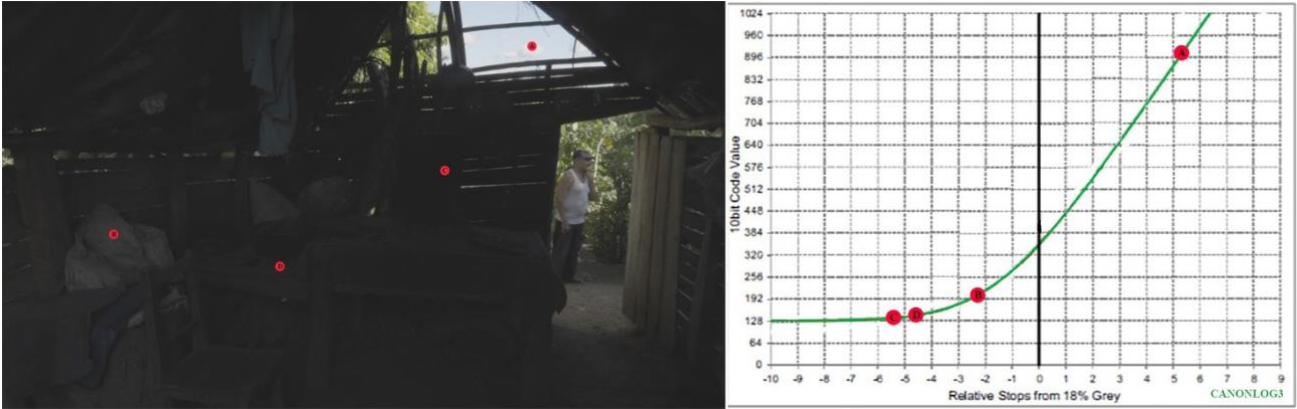 A
C
B
D
10bit Code Value
1024
960
896
832
768
704
640
576
512
448
384
320
256
192
128
64
0
A
B
C D
-10 -9 -8 -7 -6 -5 -4 -3 -2 -1 0 1 2 3 4 5 6 7 8 9
Relative Stops from 18% Grey
CANONLOG3